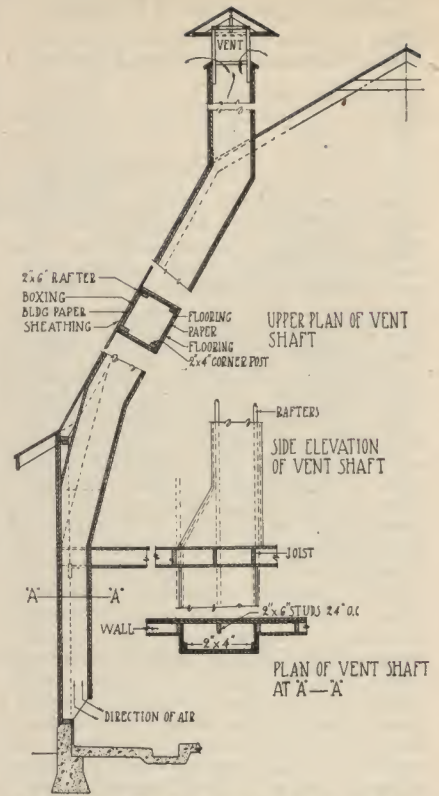 VENT
2"x6" RAFTER
BOXING
BLDG PAPER
SHEATHING
FLOORING
PAPER
FLOORING
2"x4" CORNER POST
UPPER PLAN OF VENT
SHAFT
RAFTERS
SIDE ELEVATION
OF VENT SHAFT
JOIST
"A" "A"
2"x6" STUDS 24" O.C
WALL
2"x4"
PLAN OF VENT SHAFT
AT "A"—"A"
DIRECTION OF AIR